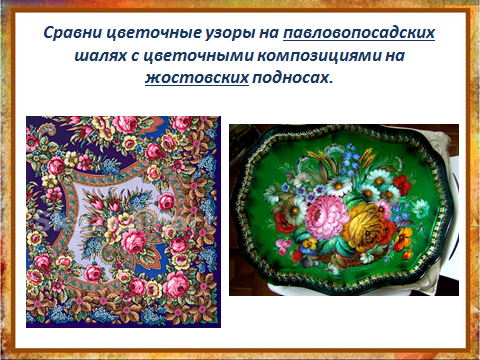 Сравни цветочные узоры на павловопосадских
шалях с цветочными композициями на
жостовских подносах.